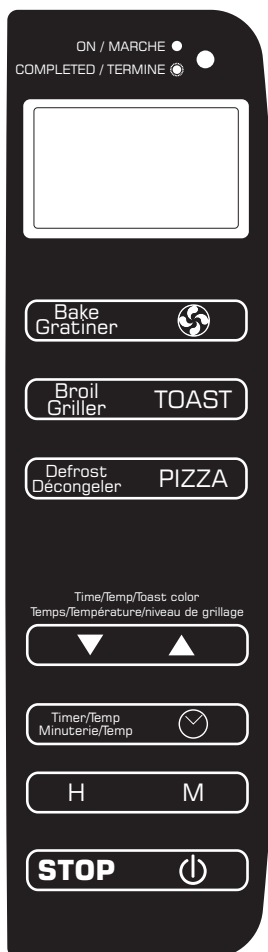 ON / MARCHE
COMPLETED / TERMINE
Bake
Gratiner
Broil
Griller
TOAST
Defrost
Décongeler
PIZZA
Time/Temp/Toast color
Temps/Température/niveau de grillage
Timer/Temp
Minuterie/Temp
H M
STOP